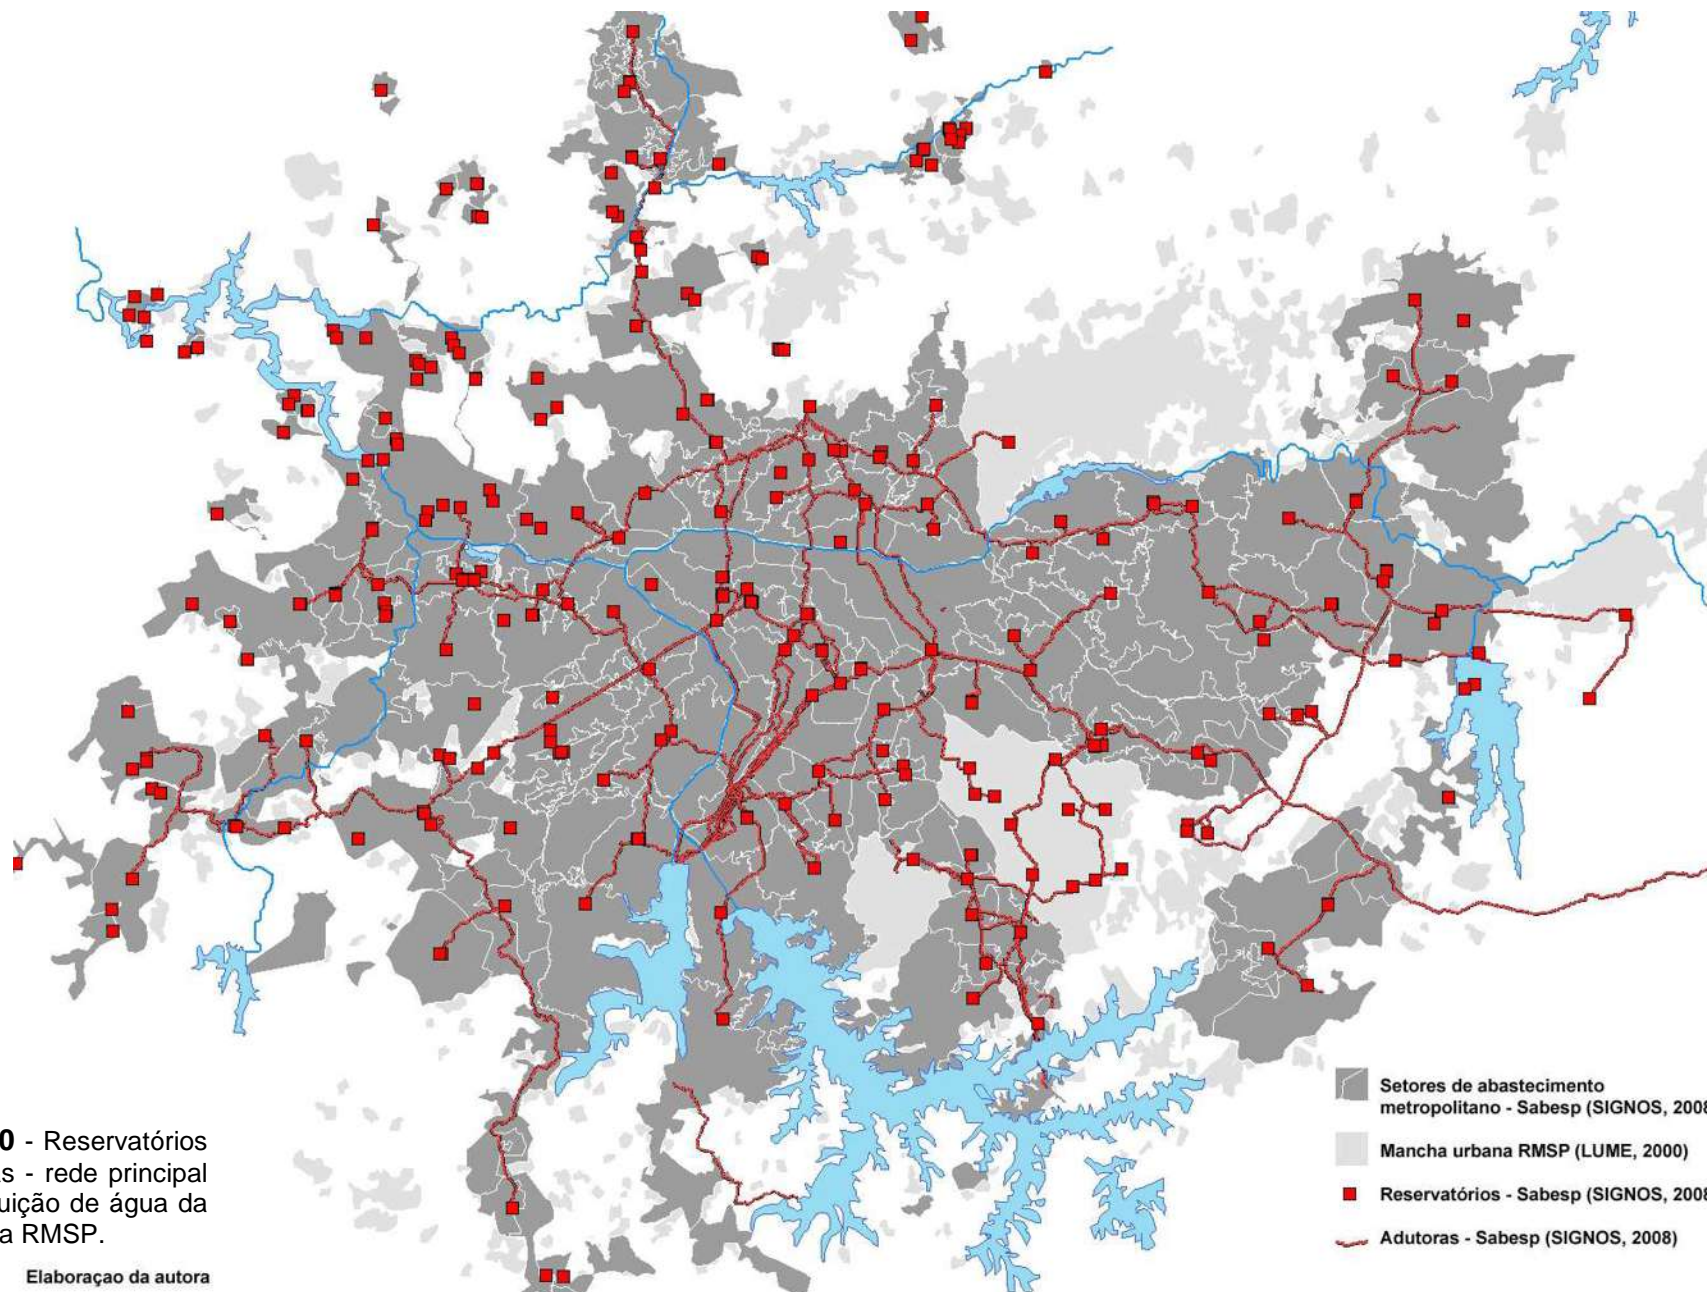 Setores de abastecimento
metropolitano - Sabesp (SIGNOS, 2008
Mancha urbana RMSP (LUME, 2000)
Reservatórios - Sabesp (SIGNOS, 2008
Adutoras - Sabesp (SIGNOS, 2008)
0 - Reservatórios
s - rede principal
uição de água da
a RMSP.
Elaboraçao da autora